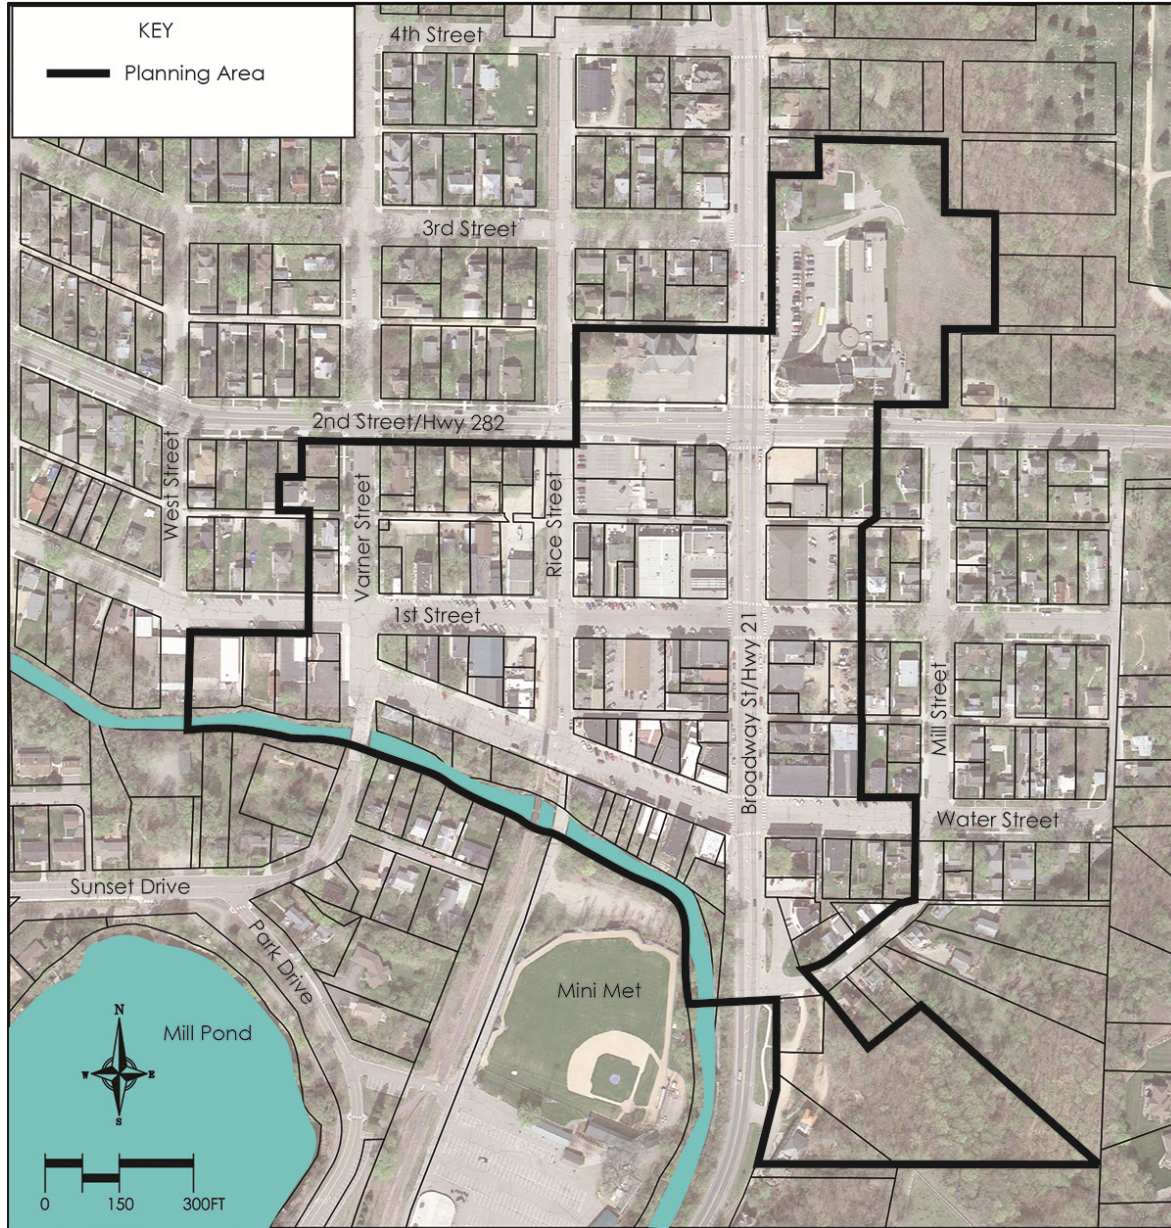 KEY
Planning Area
4th Street
3rd Street
2nd Street/Hwy 282
West Street
Varner Street
Rice Street
1st Street
Broadway St/Hwy 21
Mill Street
Water Street
Sunset Drive
Park Drive
Mini Met
Mill Pond
N
W
E
S
0
150
300FT